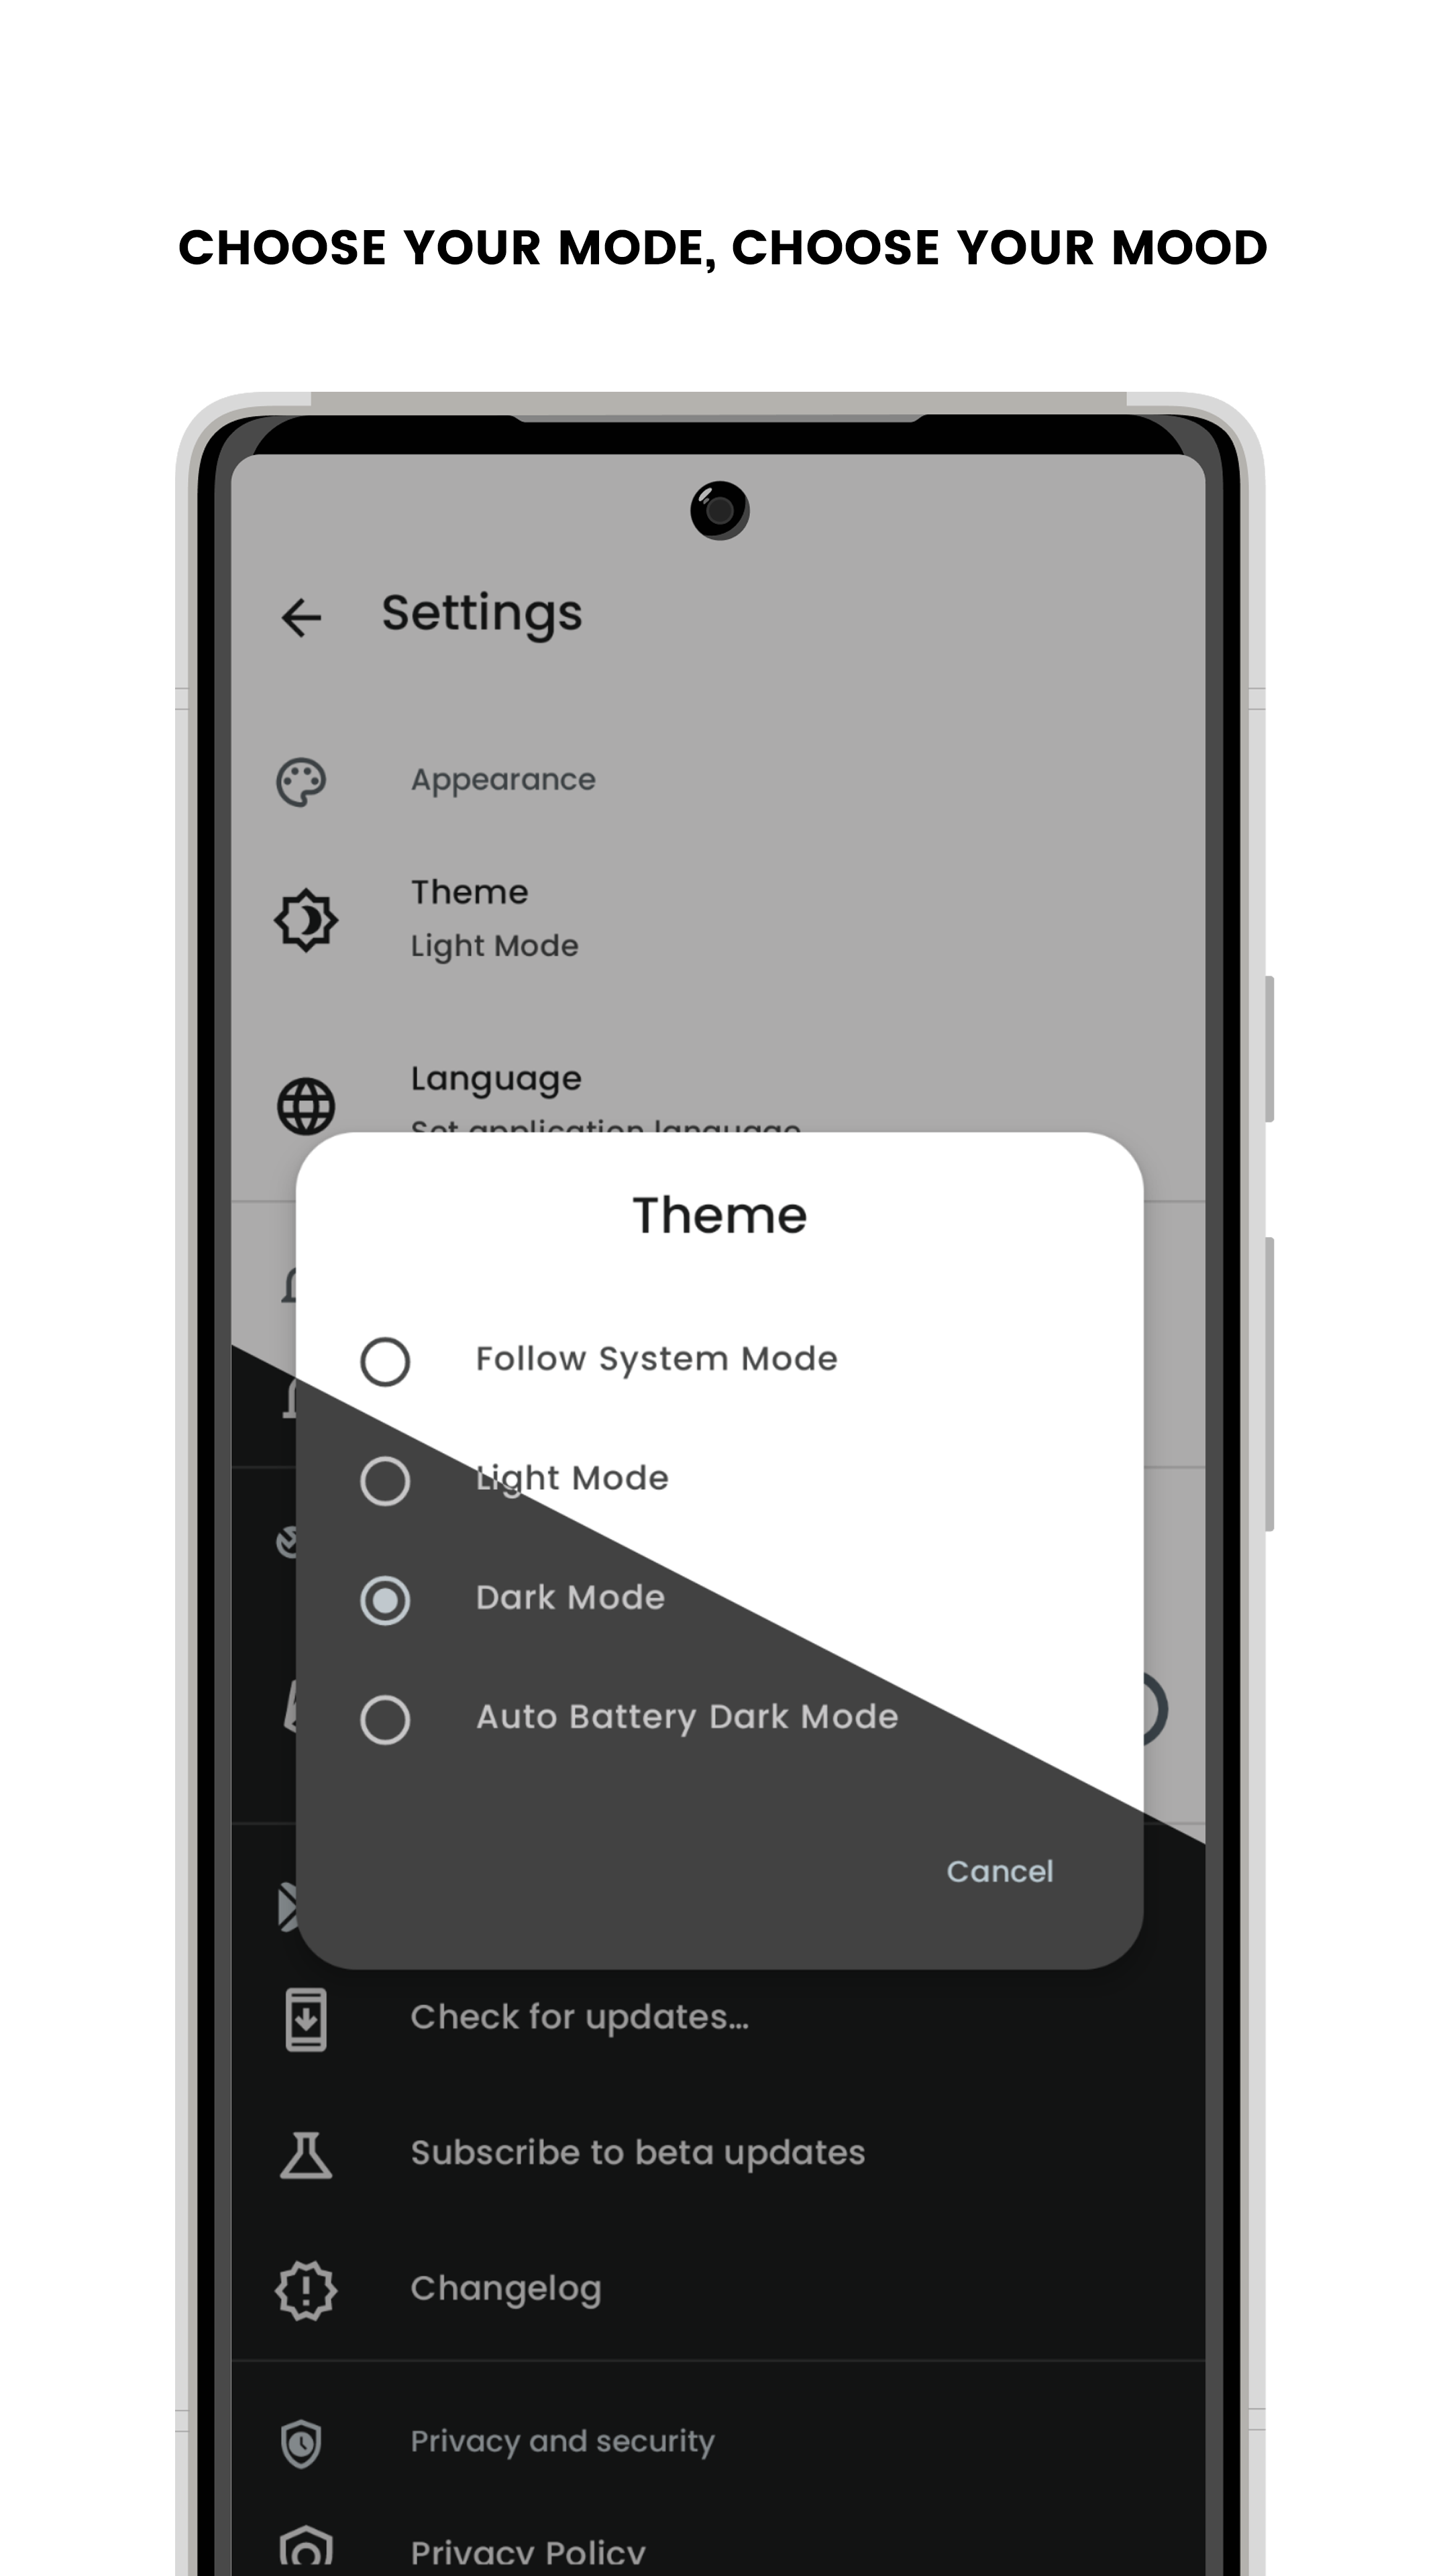 CHOOSE YOUR MODE, CHOOSE YOUR MOOD
Settings
Appearance
Theme
Light Mode
Language
Set application language
Theme
Follow System Mode
Light Mode
Dark Mode
Auto Battery Dark Mode
Cancel
Check for updates...
Subscribe to beta updates
Changelog
Privacy and security
Privacy Policy